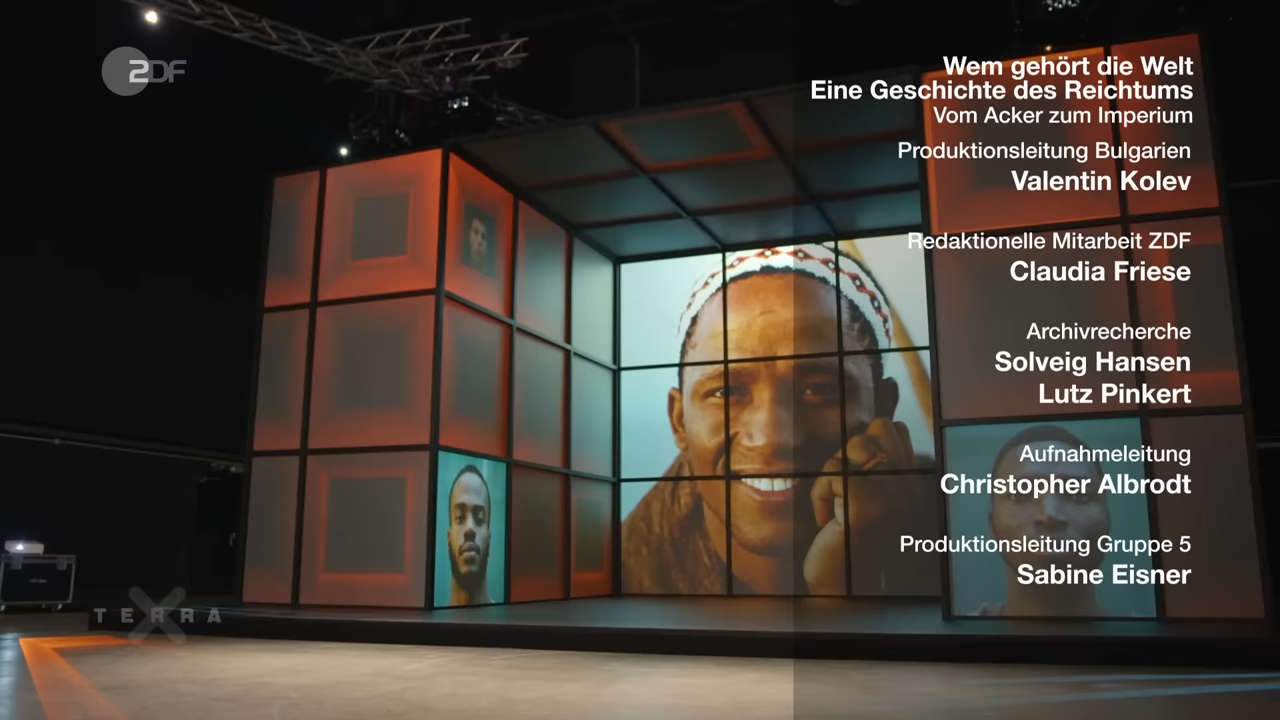 ZDF
Wem gehört die Welt
Eine Geschichte des Reichtums
Vom Acker zum Imperium
Produktionsleitung Bulgarien
Valentin Kolev
Redaktionelle Mitarbeit ZDF
Claudia Friese
Archivrecherche
Solveig Hansen
Lutz Pinkert
Aufnahmeleitung
Christopher Albrodt
Produktionsleitung Gruppe 5
Sabine Eisner
TERRA X